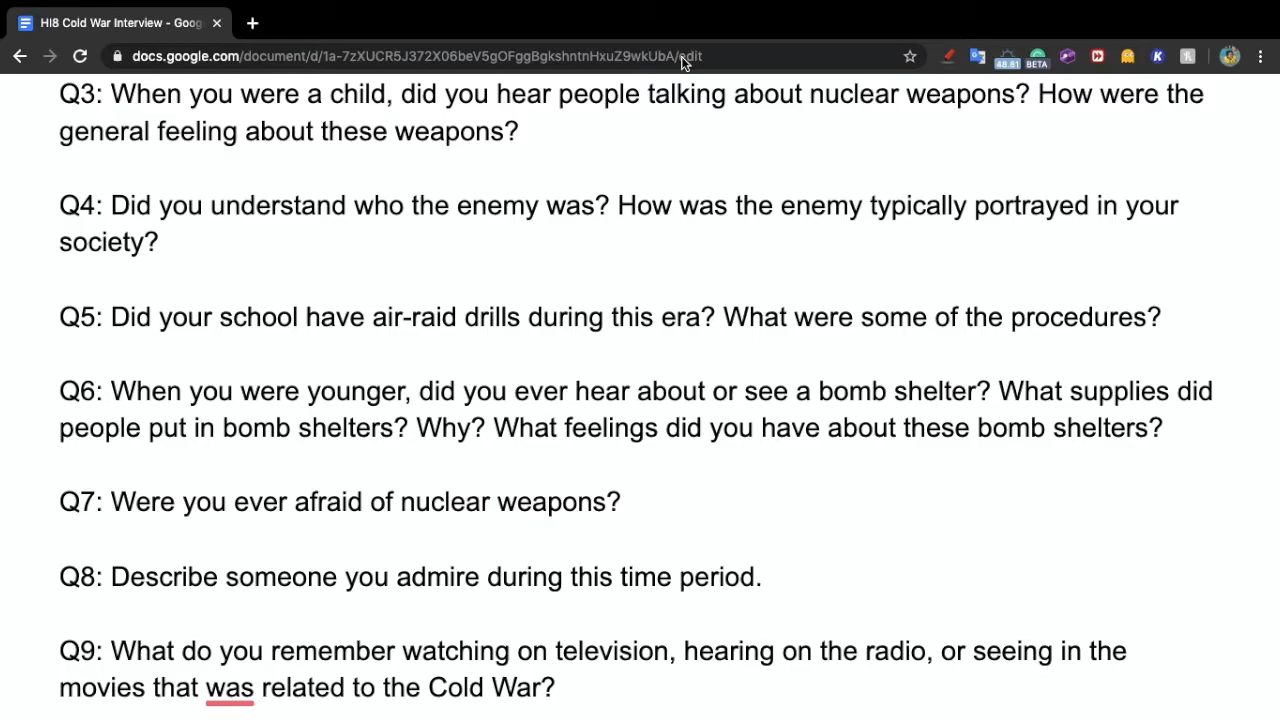 HI8 Cold War Interview - Goog
docs.google.com/document/d/1a-7zXUCR5J372X06beV5gOFggBgkshntnHxuZ9wkUbA/edit
48.81
BETA
Q3: When you were a child, did you hear people talking about nuclear weapons? How were the
general feeling about these weapons?
Q4: Did you understand who the enemy was? How was the enemy typically portrayed in your
society?
Q5: Did your school have air-raid drills during this era? What were some of the procedures?
Q6: When you were younger, did you ever hear about or see a bomb shelter? What supplies did
people put in bomb shelters? Why? What feelings did you have about these bomb shelters?
Q7: Were you ever afraid of nuclear weapons?
Q8: Describe someone you admire during this time period.
Q9: What do you remember watching on television, hearing on the radio, or seeing in the
movies that was related to the Cold War?